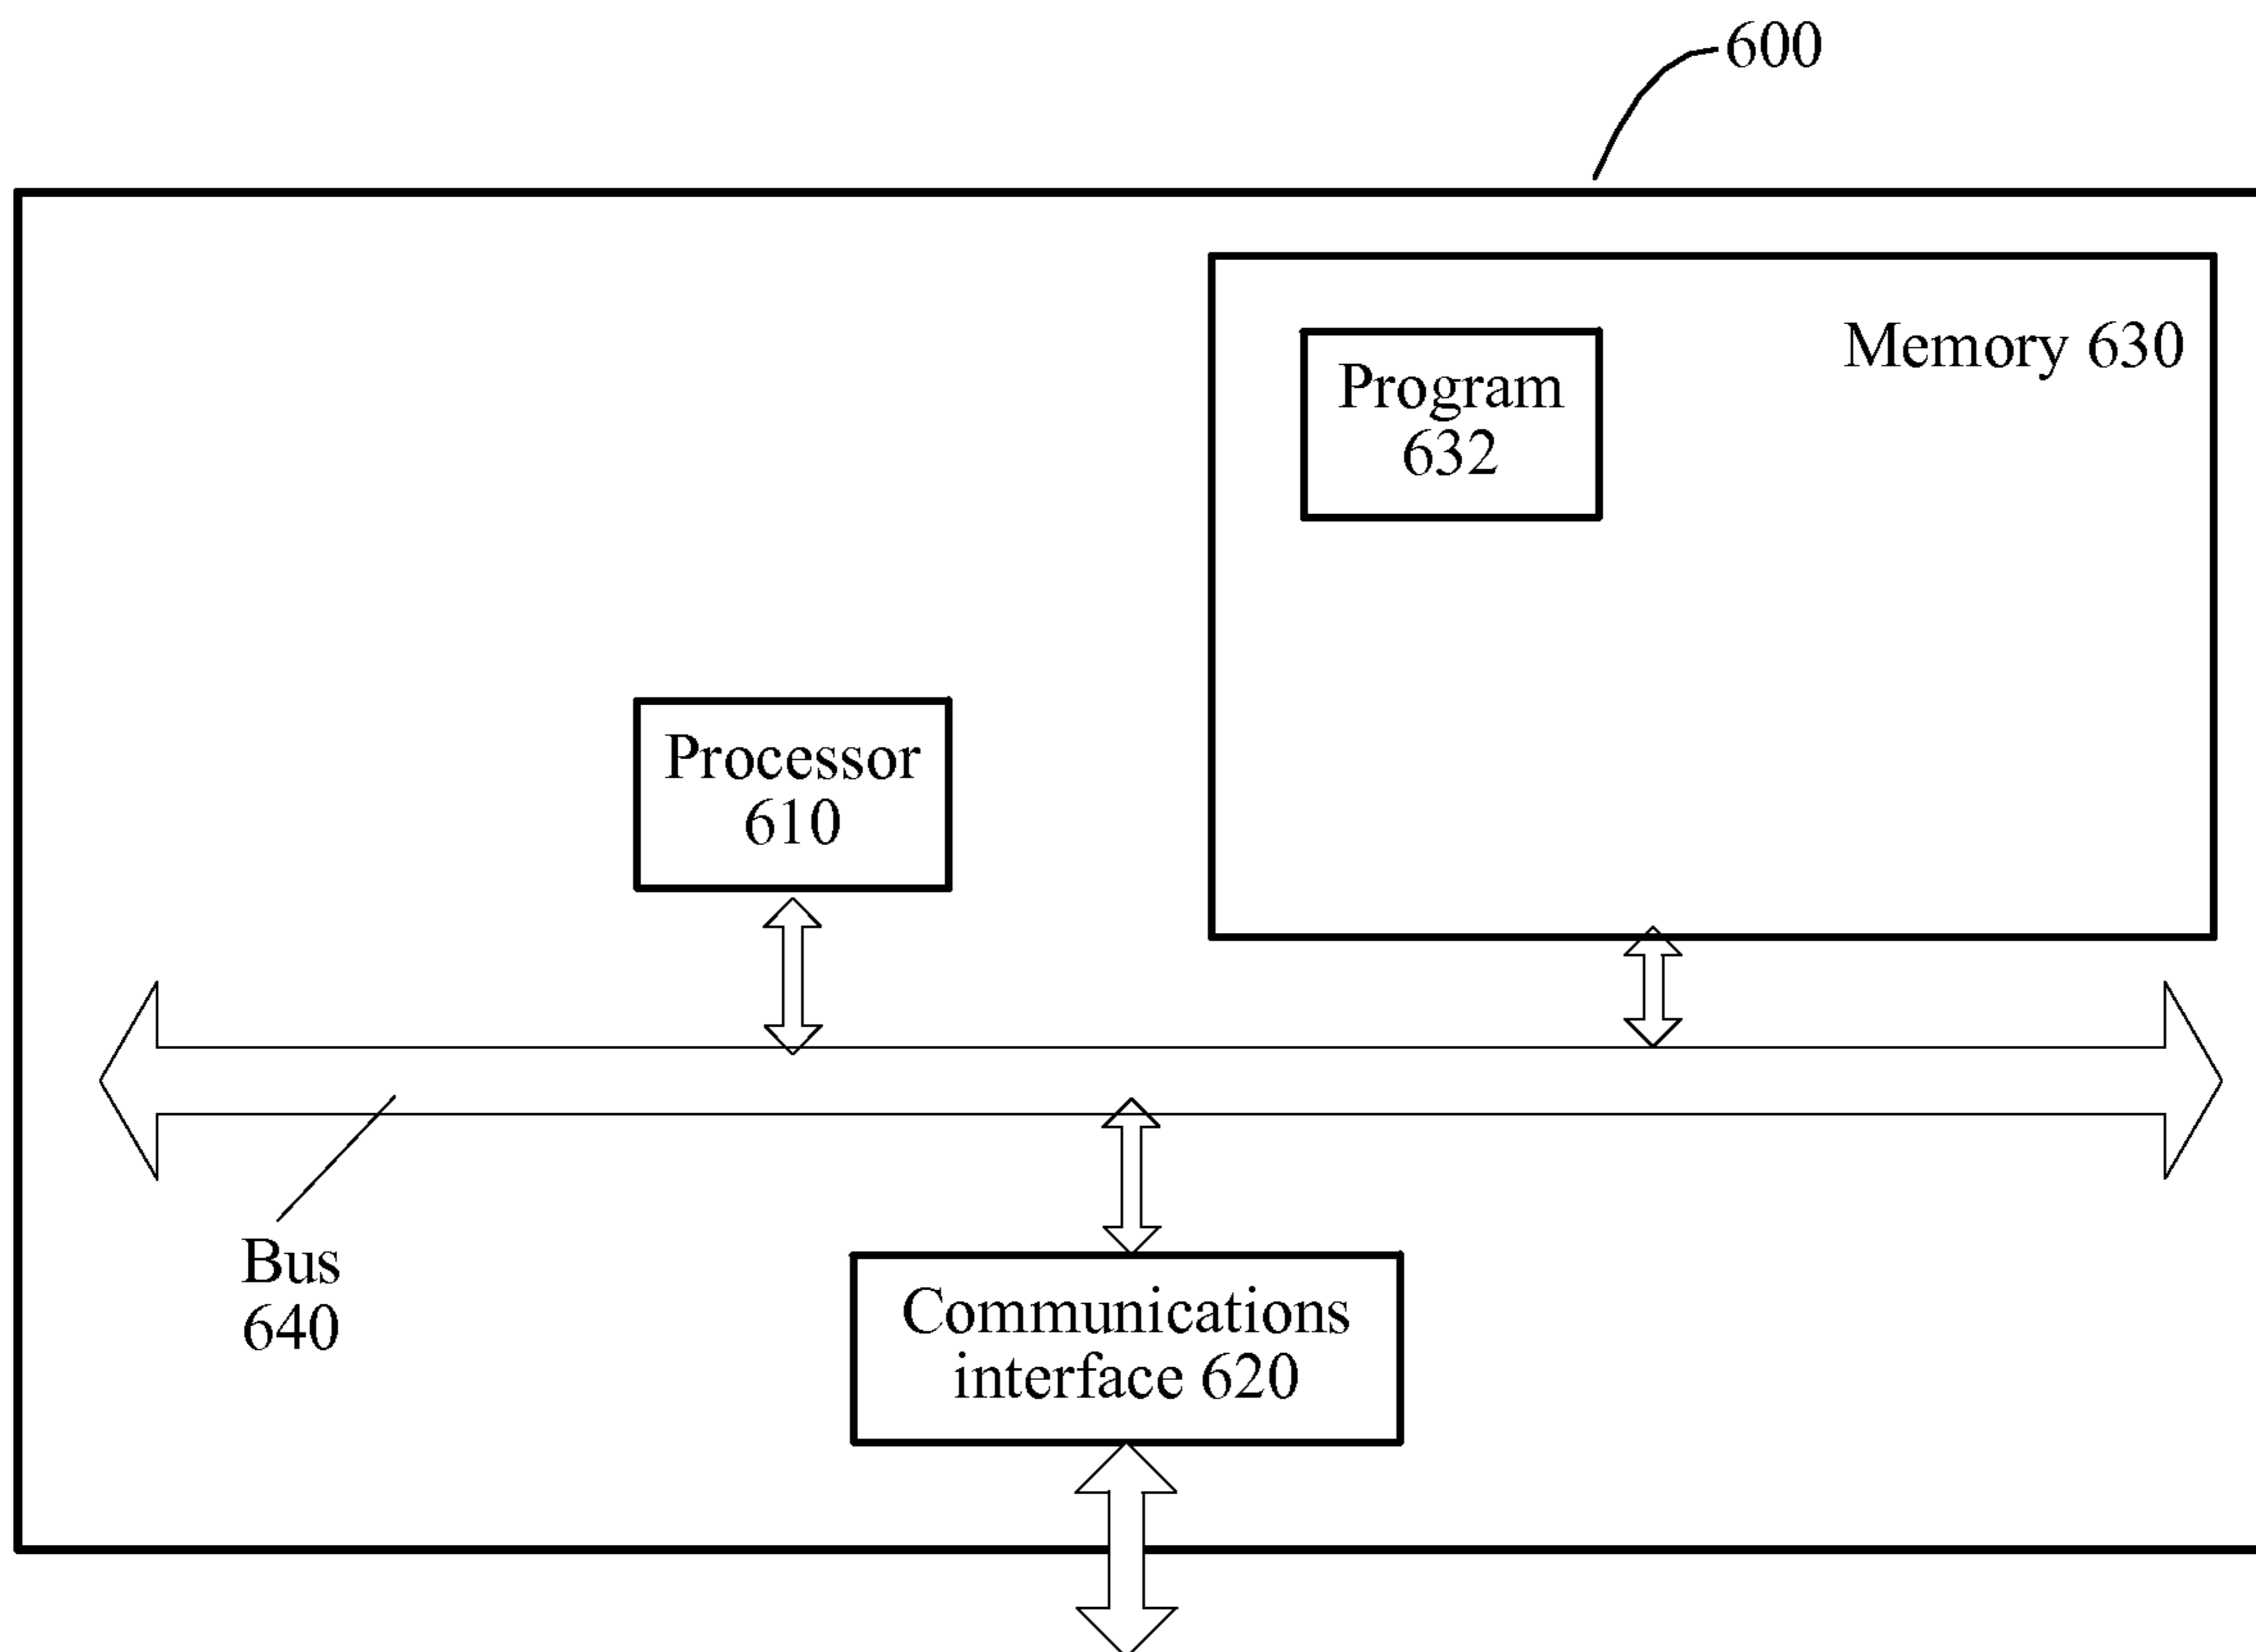 600
Memory 630
Program
632
Processor
610
Bus
640
Communications
interface 620